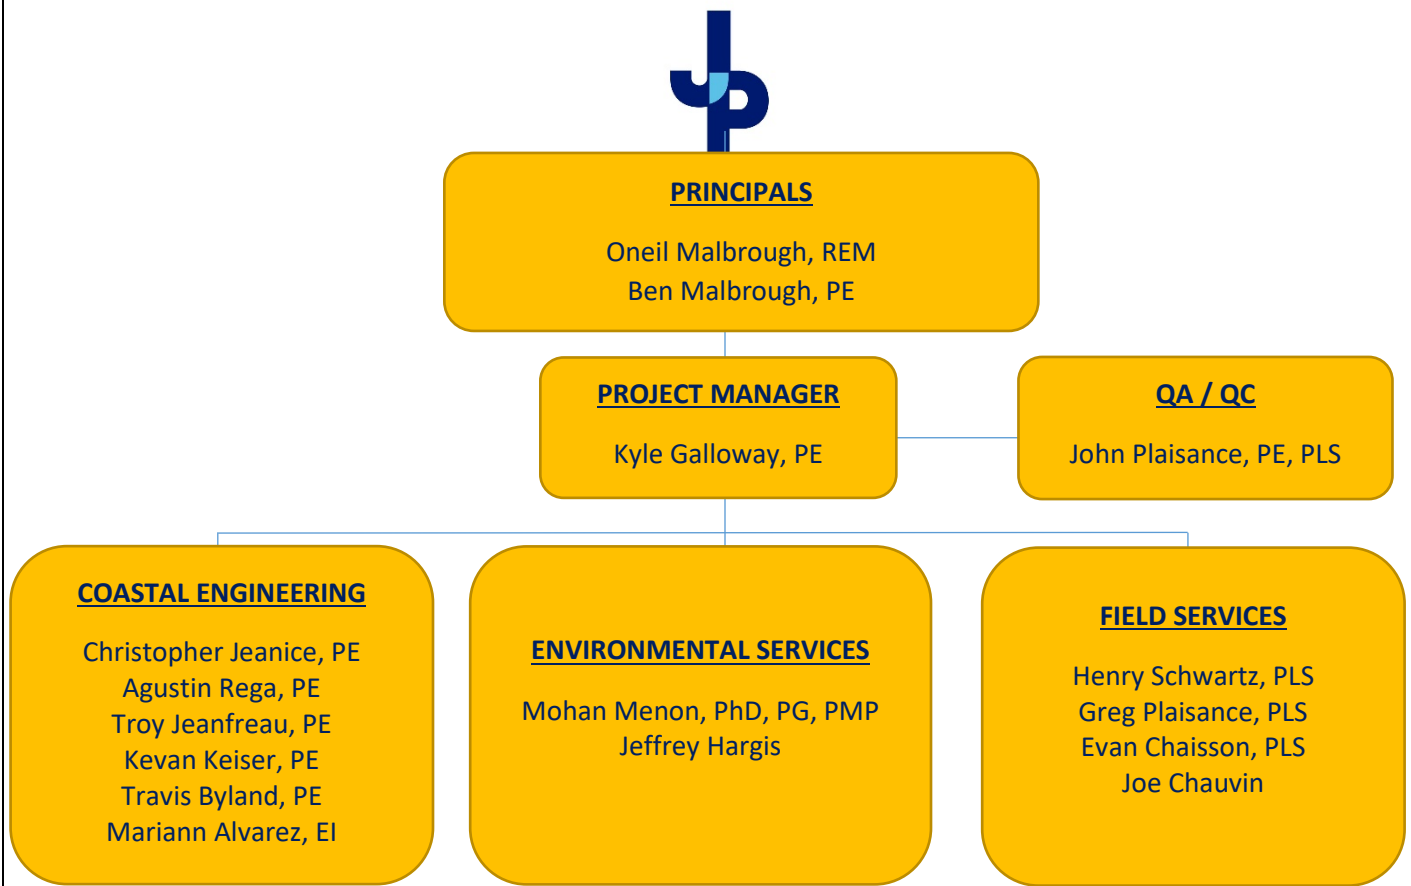 JP
PRINCIPALS
Oneil Malbrough, REM
Ben Malbrough, PE
PROJECT MANAGER
Kyle Galloway, PE
QA / QC
John Plaisance, PE, PLS
COASTAL ENGINEERING
Christopher Jeanice, PE
Agustin Rega, PE
Troy Jeanfreau, PE
Kevan Keiser, PE
Travis Byland, PE
Mariann Alvarez, EI
ENVIRONMENTAL SERVICES
Mohan Menon, PhD, PG, PMP
Jeffrey Hargis
FIELD SERVICES
Henry Schwartz, PLS
Greg Plaisance, PLS
Evan Chaisson, PLS
Joe Chauvin